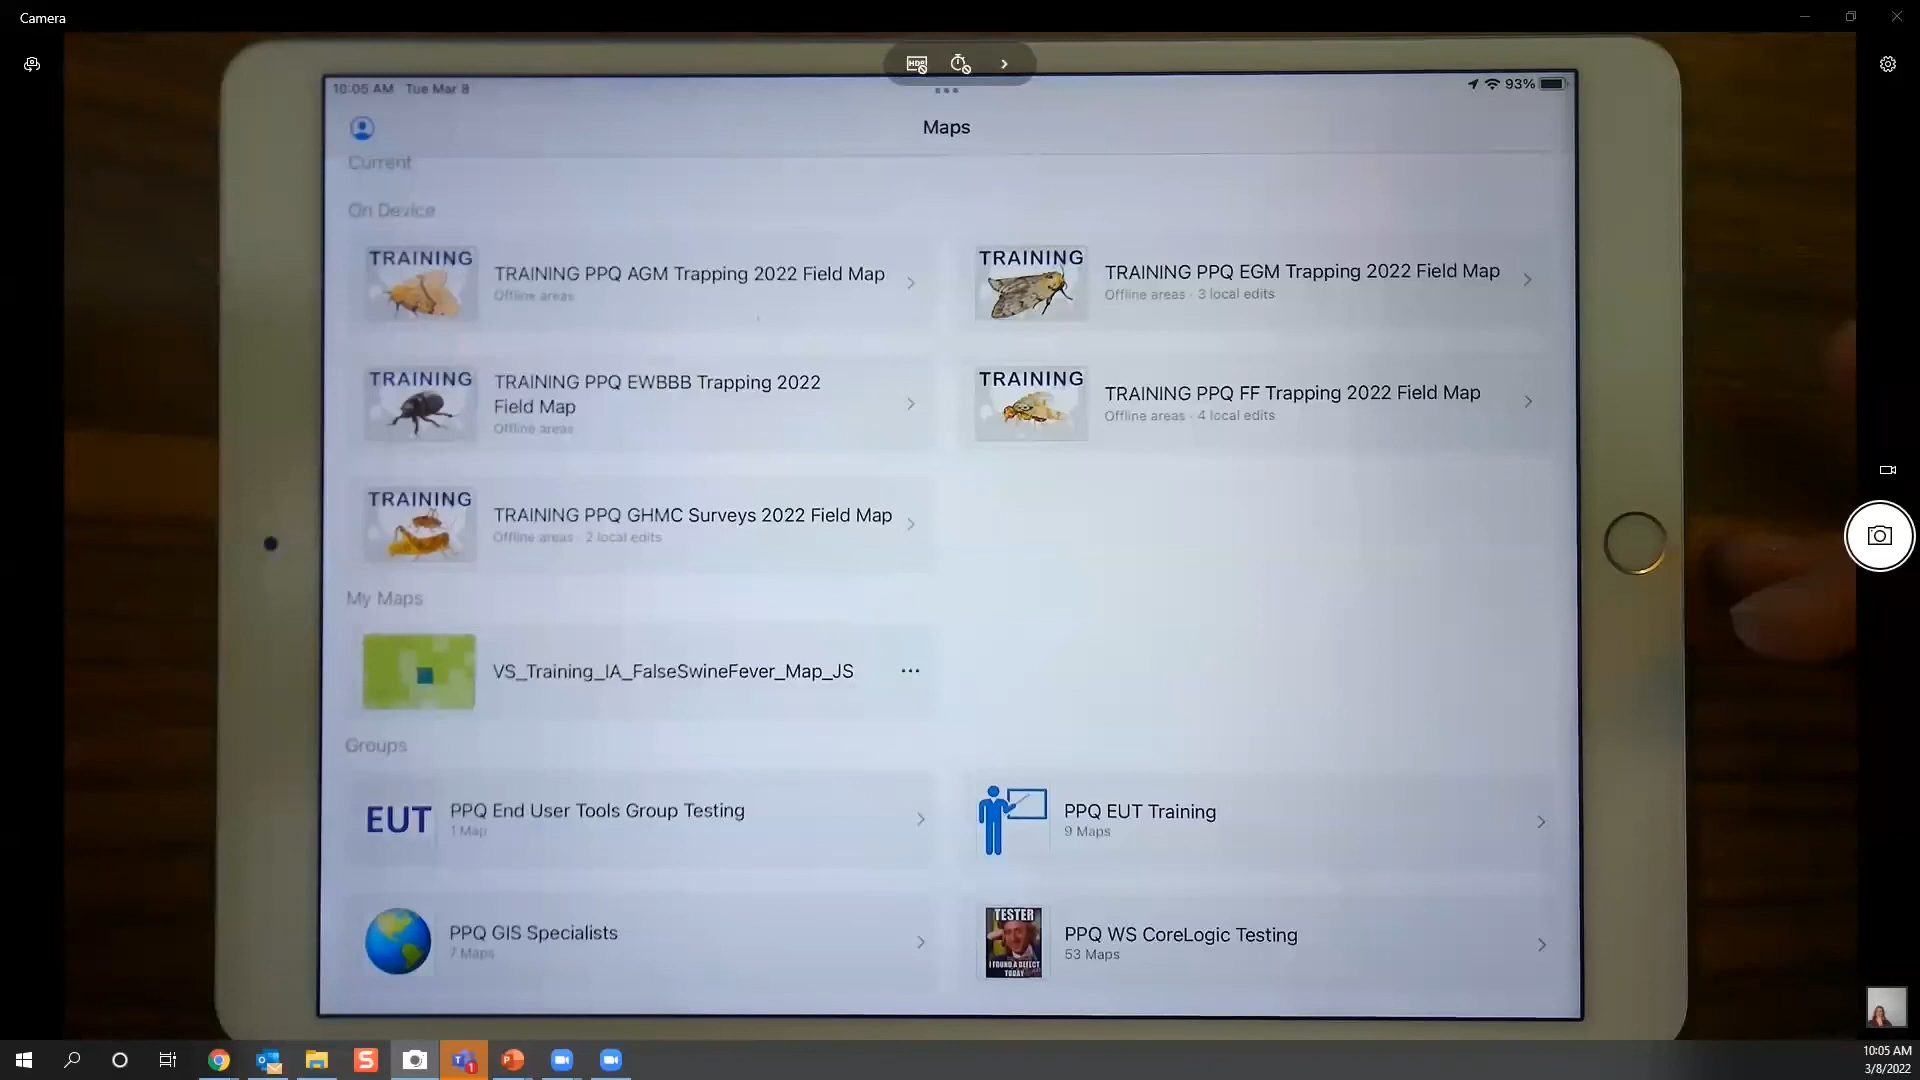 Camera
HDR
10:05 AM Tue Mar 8
93%
Maps
Current
On Device
TRAINING
TRAINING PPQ AGM Trapping 2022 Field Map
Offline areas
TRAINING
TRAINING PPQ EGM Trapping 2022 Field Map
Offline areas · 3 local edits
TRAINING
TRAINING PPQ EWBBB Trapping 2022
Field Map
Offline areas
TRAINING
TRAINING PPQ FF Trapping 2022 Field Map
Offline areas · 4 local edits
TRAINING
TRAINING PPQ GHMC Surveys 2022 Field Map
Offline areas · 2 local edits
My Maps
VS_Training_IA_FalseSwineFever_Map_JS
Groups
EUT
PPQ End User Tools Group Testing
1 Map
PPQ EUT Training
9 Maps
PPQ GIS Specialists
7 Maps
TESTER
I FOUND A DEFECT
TODAY
PPQ WS CoreLogic Testing
53 Maps
10:05 AM
3/8/2022